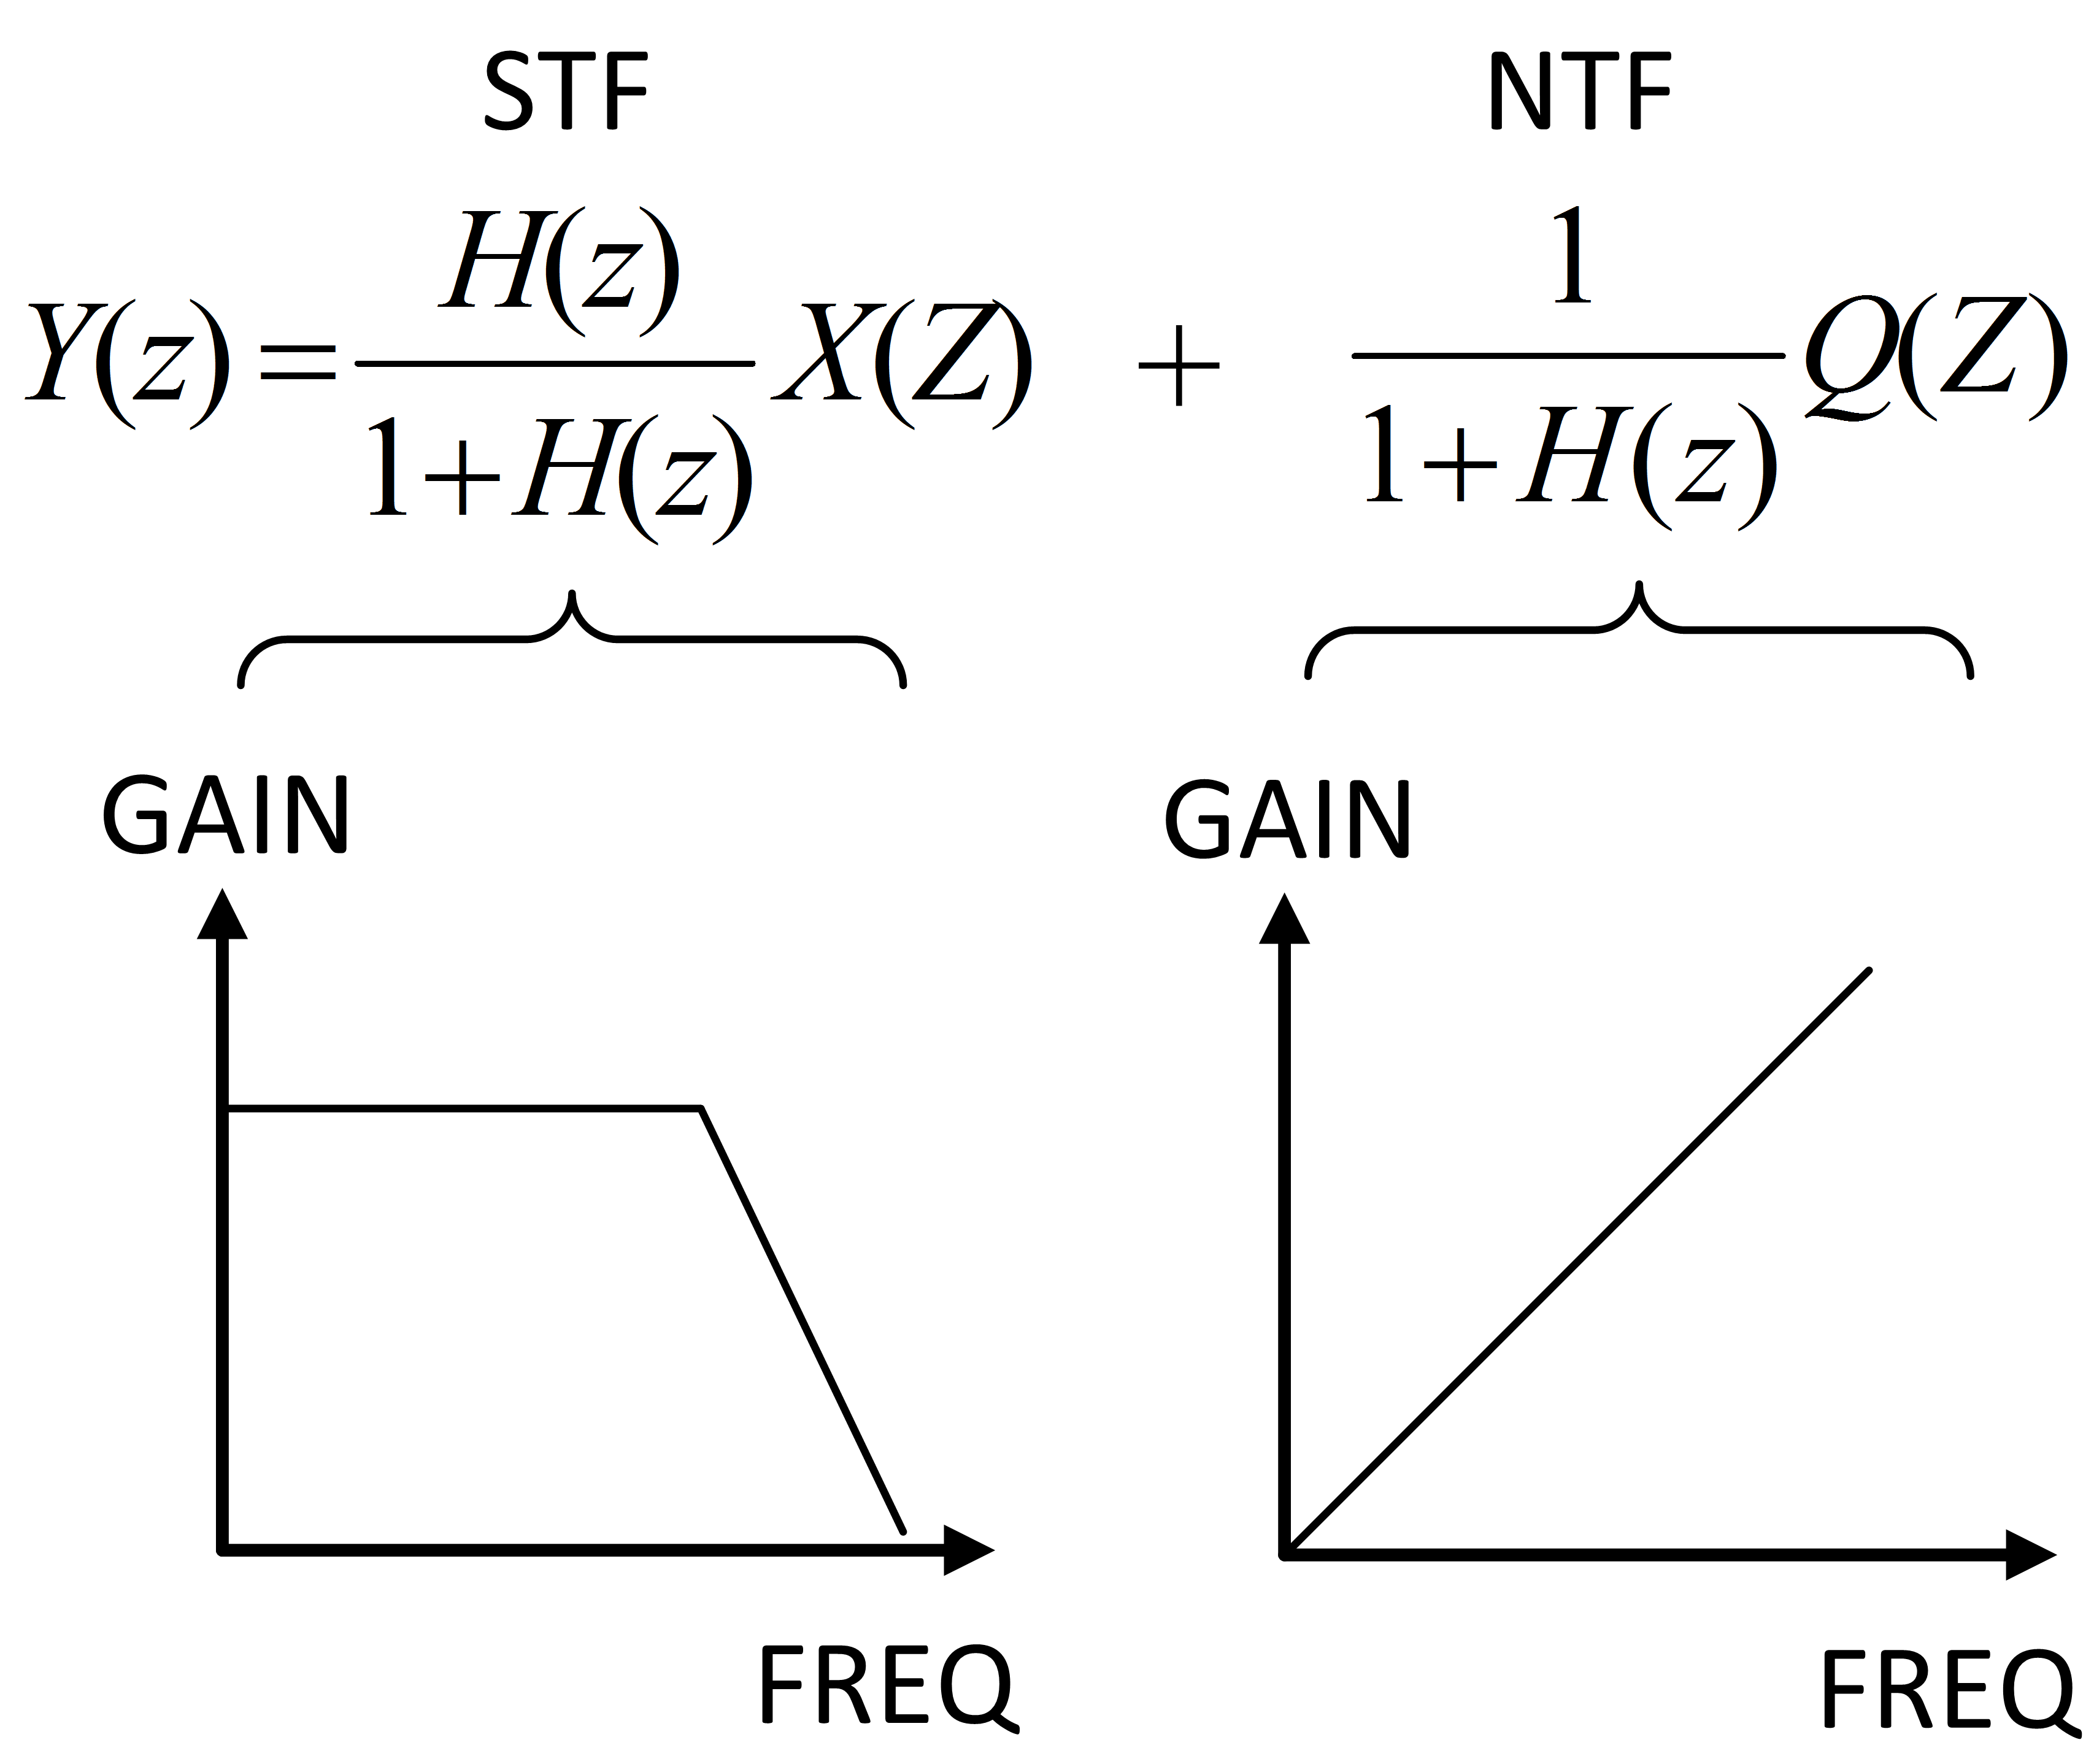 STF NTF
Y(z) = H(z) / 1 + H(z) X(Z) + 1 / 1 + H(z) Q(Z)
GAIN GAIN
FREQ FREQ